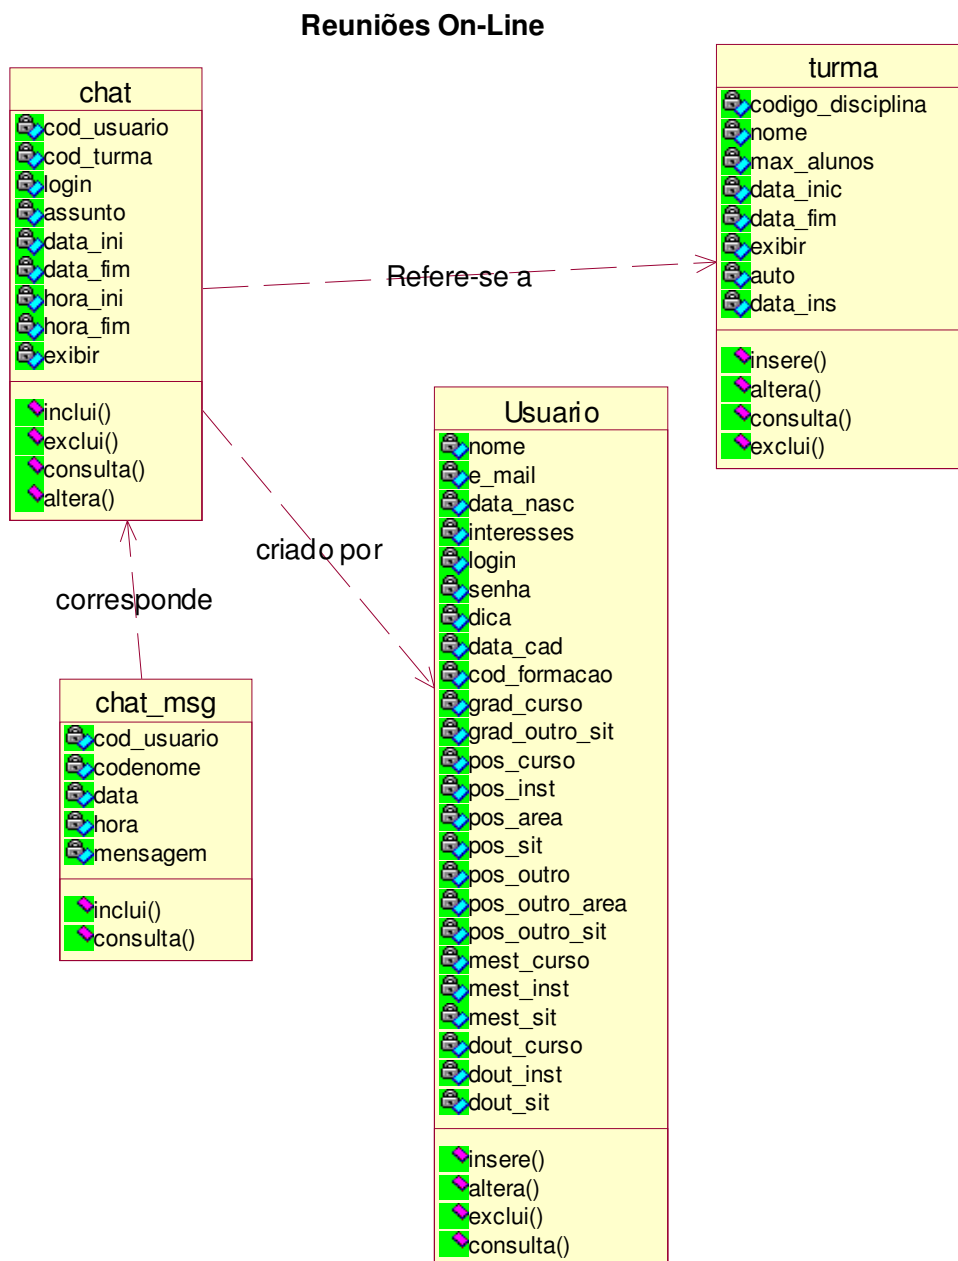 Reuniões On-Line
chat
cod_usuario
cod_turma
login
assunto
data_ini
data_fim
hora_ini
hora_fim
exibir
inclui()
exclui()
consulta()
altera()
turma
codigo_disciplina
nome
max_alunos
data_inic
data_fim
exibir
auto
data_ins
insere()
altera()
consulta()
exclui()
Refere-se a
criado por
corresponde
chat_msg
cod_usuario
codenome
data
hora
mensagem
inclui()
consulta()
Usuario
nome
e_mail
data_nasc
interesses
login
senha
dica
data_cad
cod_formacao
grad_curso
grad_outro_sit
pos_curso
pos_inst
pos_area
pos_sit
pos_outro
pos_outro_area
pos_outro_sit
mest_curso
mest_inst
mest_sit
dout_curso
dout_inst
dout_sit
insere()
altera()
exclui()
consulta()